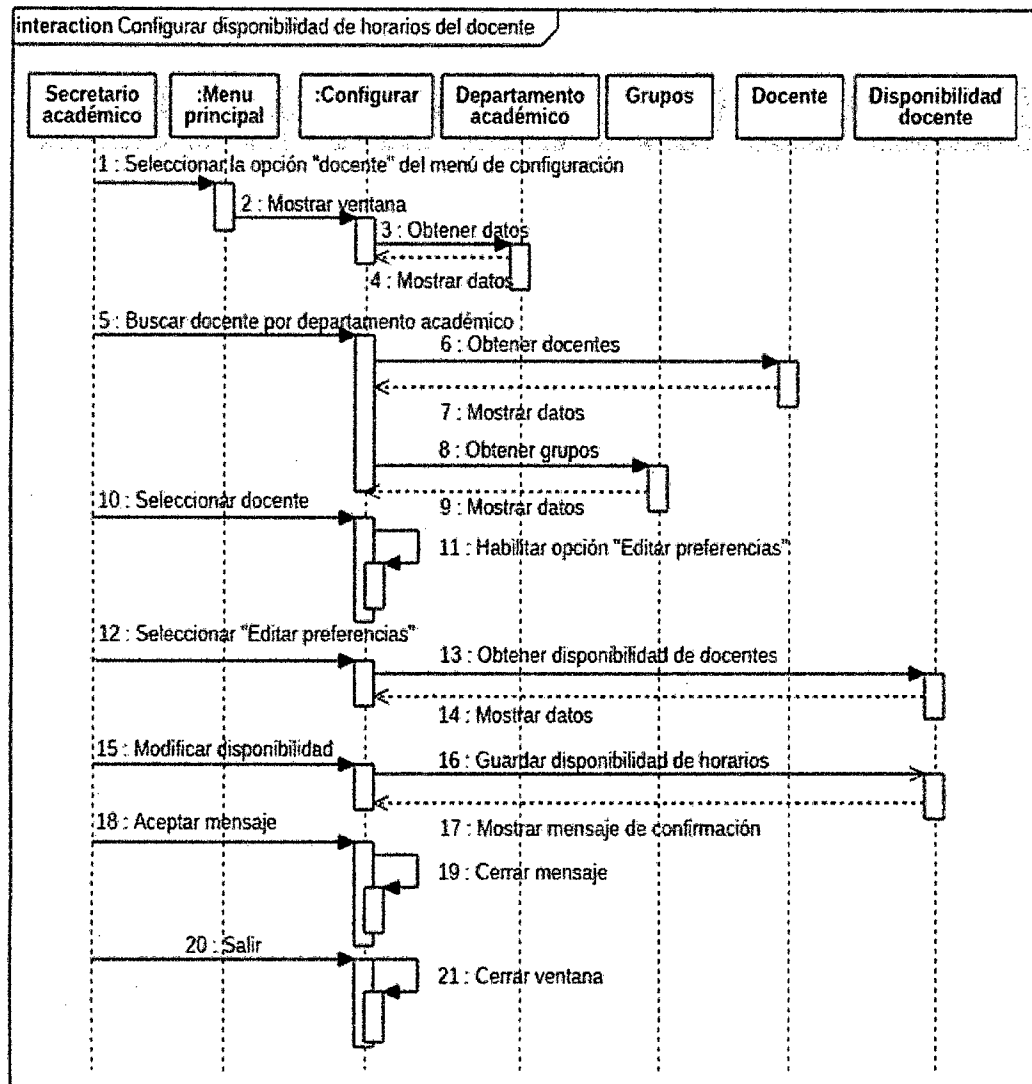 interaction Configurar disponibilidad de horarios del docente
Secretario
académico
:Menu
principal
:Configurar
Departamento
académico
Grupos
Docente
Disponibilidad
docente
1 : Seleccionar la opción "docente" del menú de configuración
2 : Mostrar ventana
3 : Obtener datos
4 : Mostrar datos
5 : Buscar docente por departamento académico
6 : Obtener docentes
7 : Mostrar datos
8 : Obtener grupos
9 : Mostrar datos
10 : Seleccionar docente
11 : Habilitar opción "Editar preferencias"
12 : Seleccionar "Editar preferencias"
13 : Obtener disponibilidad de docentes
14 : Mostrar datos
15 : Modificar disponibilidad
16 : Guardar disponibilidad de horarios
17 : Mostrar mensaje de confirmación
18 : Aceptar mensaje
19 : Cerrar mensaje
20 : Salir
21 : Cerrar ventana